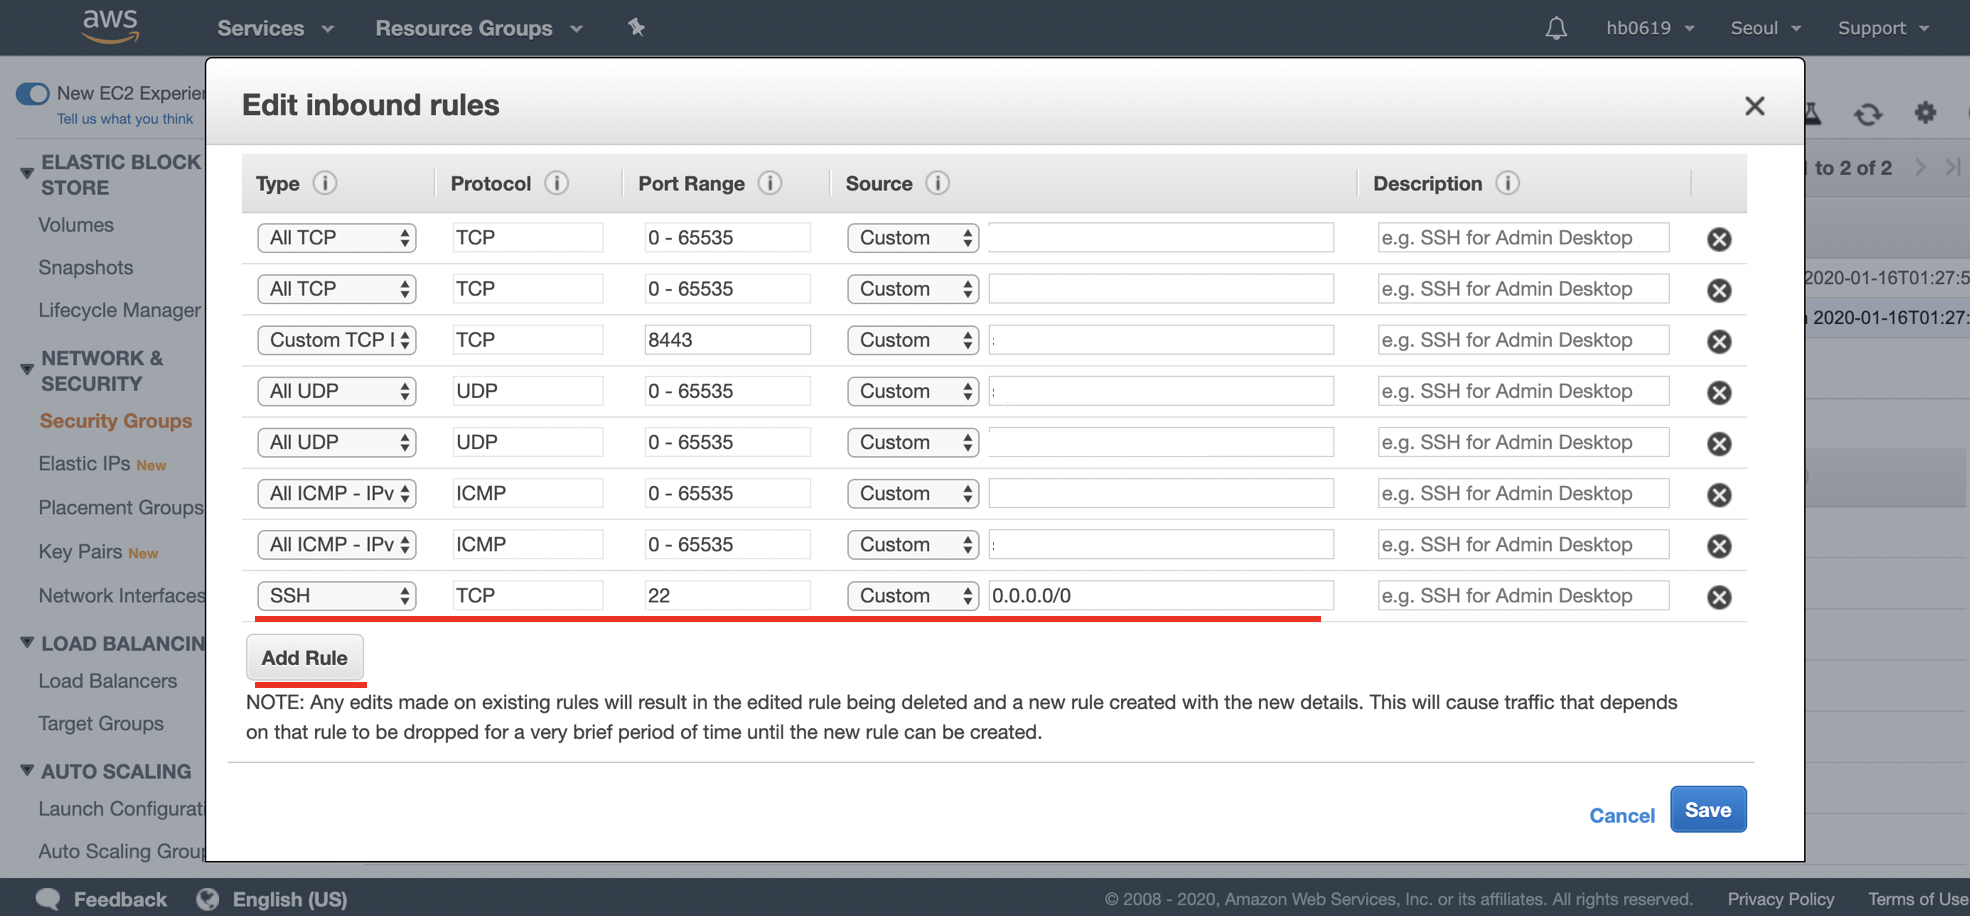 aws Services Resource Groups hb0619 Seoul Support
New EC2 Experien
Tell us what you think
ELASTIC BLOCK
STORE
Volumes
Snapshots
Lifecycle Manager
NETWORK &
SECURITY
Security Groups
Elastic IPs New
Placement Groups
Key Pairs New
Network Interfaces
LOAD BALANCIN
Load Balancers
Target Groups
AUTO SCALING
Launch Configurati
Auto Scaling Group
Edit inbound rules
Type Protocol Port Range Source Description
All TCP TCP 0 - 65535 Custom e.g. SSH for Admin Desktop
All TCP TCP 0 - 65535 Custom e.g. SSH for Admin Desktop
Custom TCP TCP 8443 Custom e.g. SSH for Admin Desktop
All UDP UDP 0 - 65535 Custom e.g. SSH for Admin Desktop
All UDP UDP 0 - 65535 Custom e.g. SSH for Admin Desktop
All ICMP - IPv ICMP 0 - 65535 Custom e.g. SSH for Admin Desktop
All ICMP - IPv ICMP 0 - 65535 Custom e.g. SSH for Admin Desktop
SSH TCP 22 Custom 0.0.0.0/0 e.g. SSH for Admin Desktop
Add Rule
NOTE: Any edits made on existing rules will result in the edited rule being deleted and a new rule created with the new details. This will cause traffic that depends
on that rule to be dropped for a very brief period of time until the new rule can be created.
Cancel Save
to 2 of 2
2020-01-16T01:27:5
2020-01-16T01:27:
Feedback English (US) © 2008 - 2020, Amazon Web Services, Inc. or its affiliates. All rights reserved. Privacy Policy Terms of Use